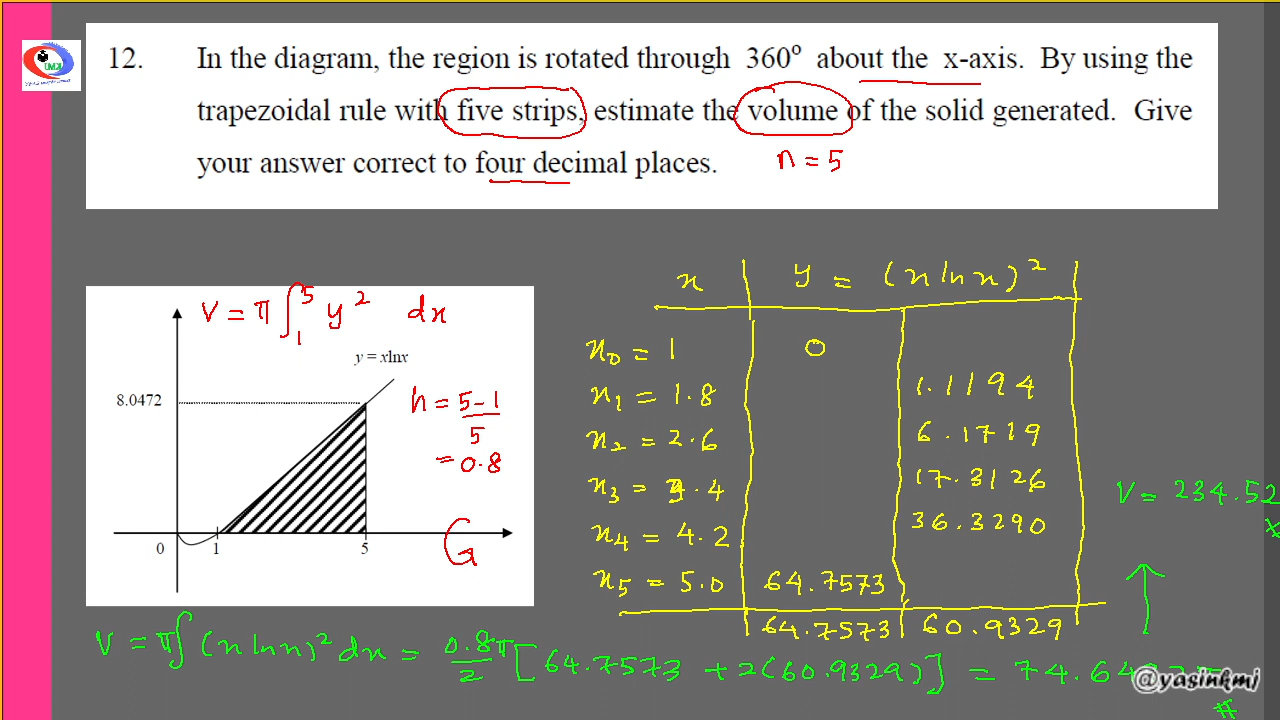 12. In the diagram, the region is rotated through 360º about the x-axis. By using the
trapezoidal rule with five strips, estimate the volume of the solid generated. Give
your answer correct to four decimal places.
n = 5
V = π ∫₁⁵ y² dx
y = xlnx
8.0472
h = 5-1/5
= 0.8
0 1 5
x y = (x ln x)²
x₀ = 1 0
x₁ = 1.8 1.1194
x₂ = 2.6 6.1719
x₃ = 3.4 17.3126
x₄ = 4.2 36.3290
x₅ = 5.0 64.7573
64.7573 60.9329
V = 234.52
V = π∫ (x ln x)² dx = 0.8/2 π [64.7573 + 2(60.9329)] = 74.64
@yasinkmj